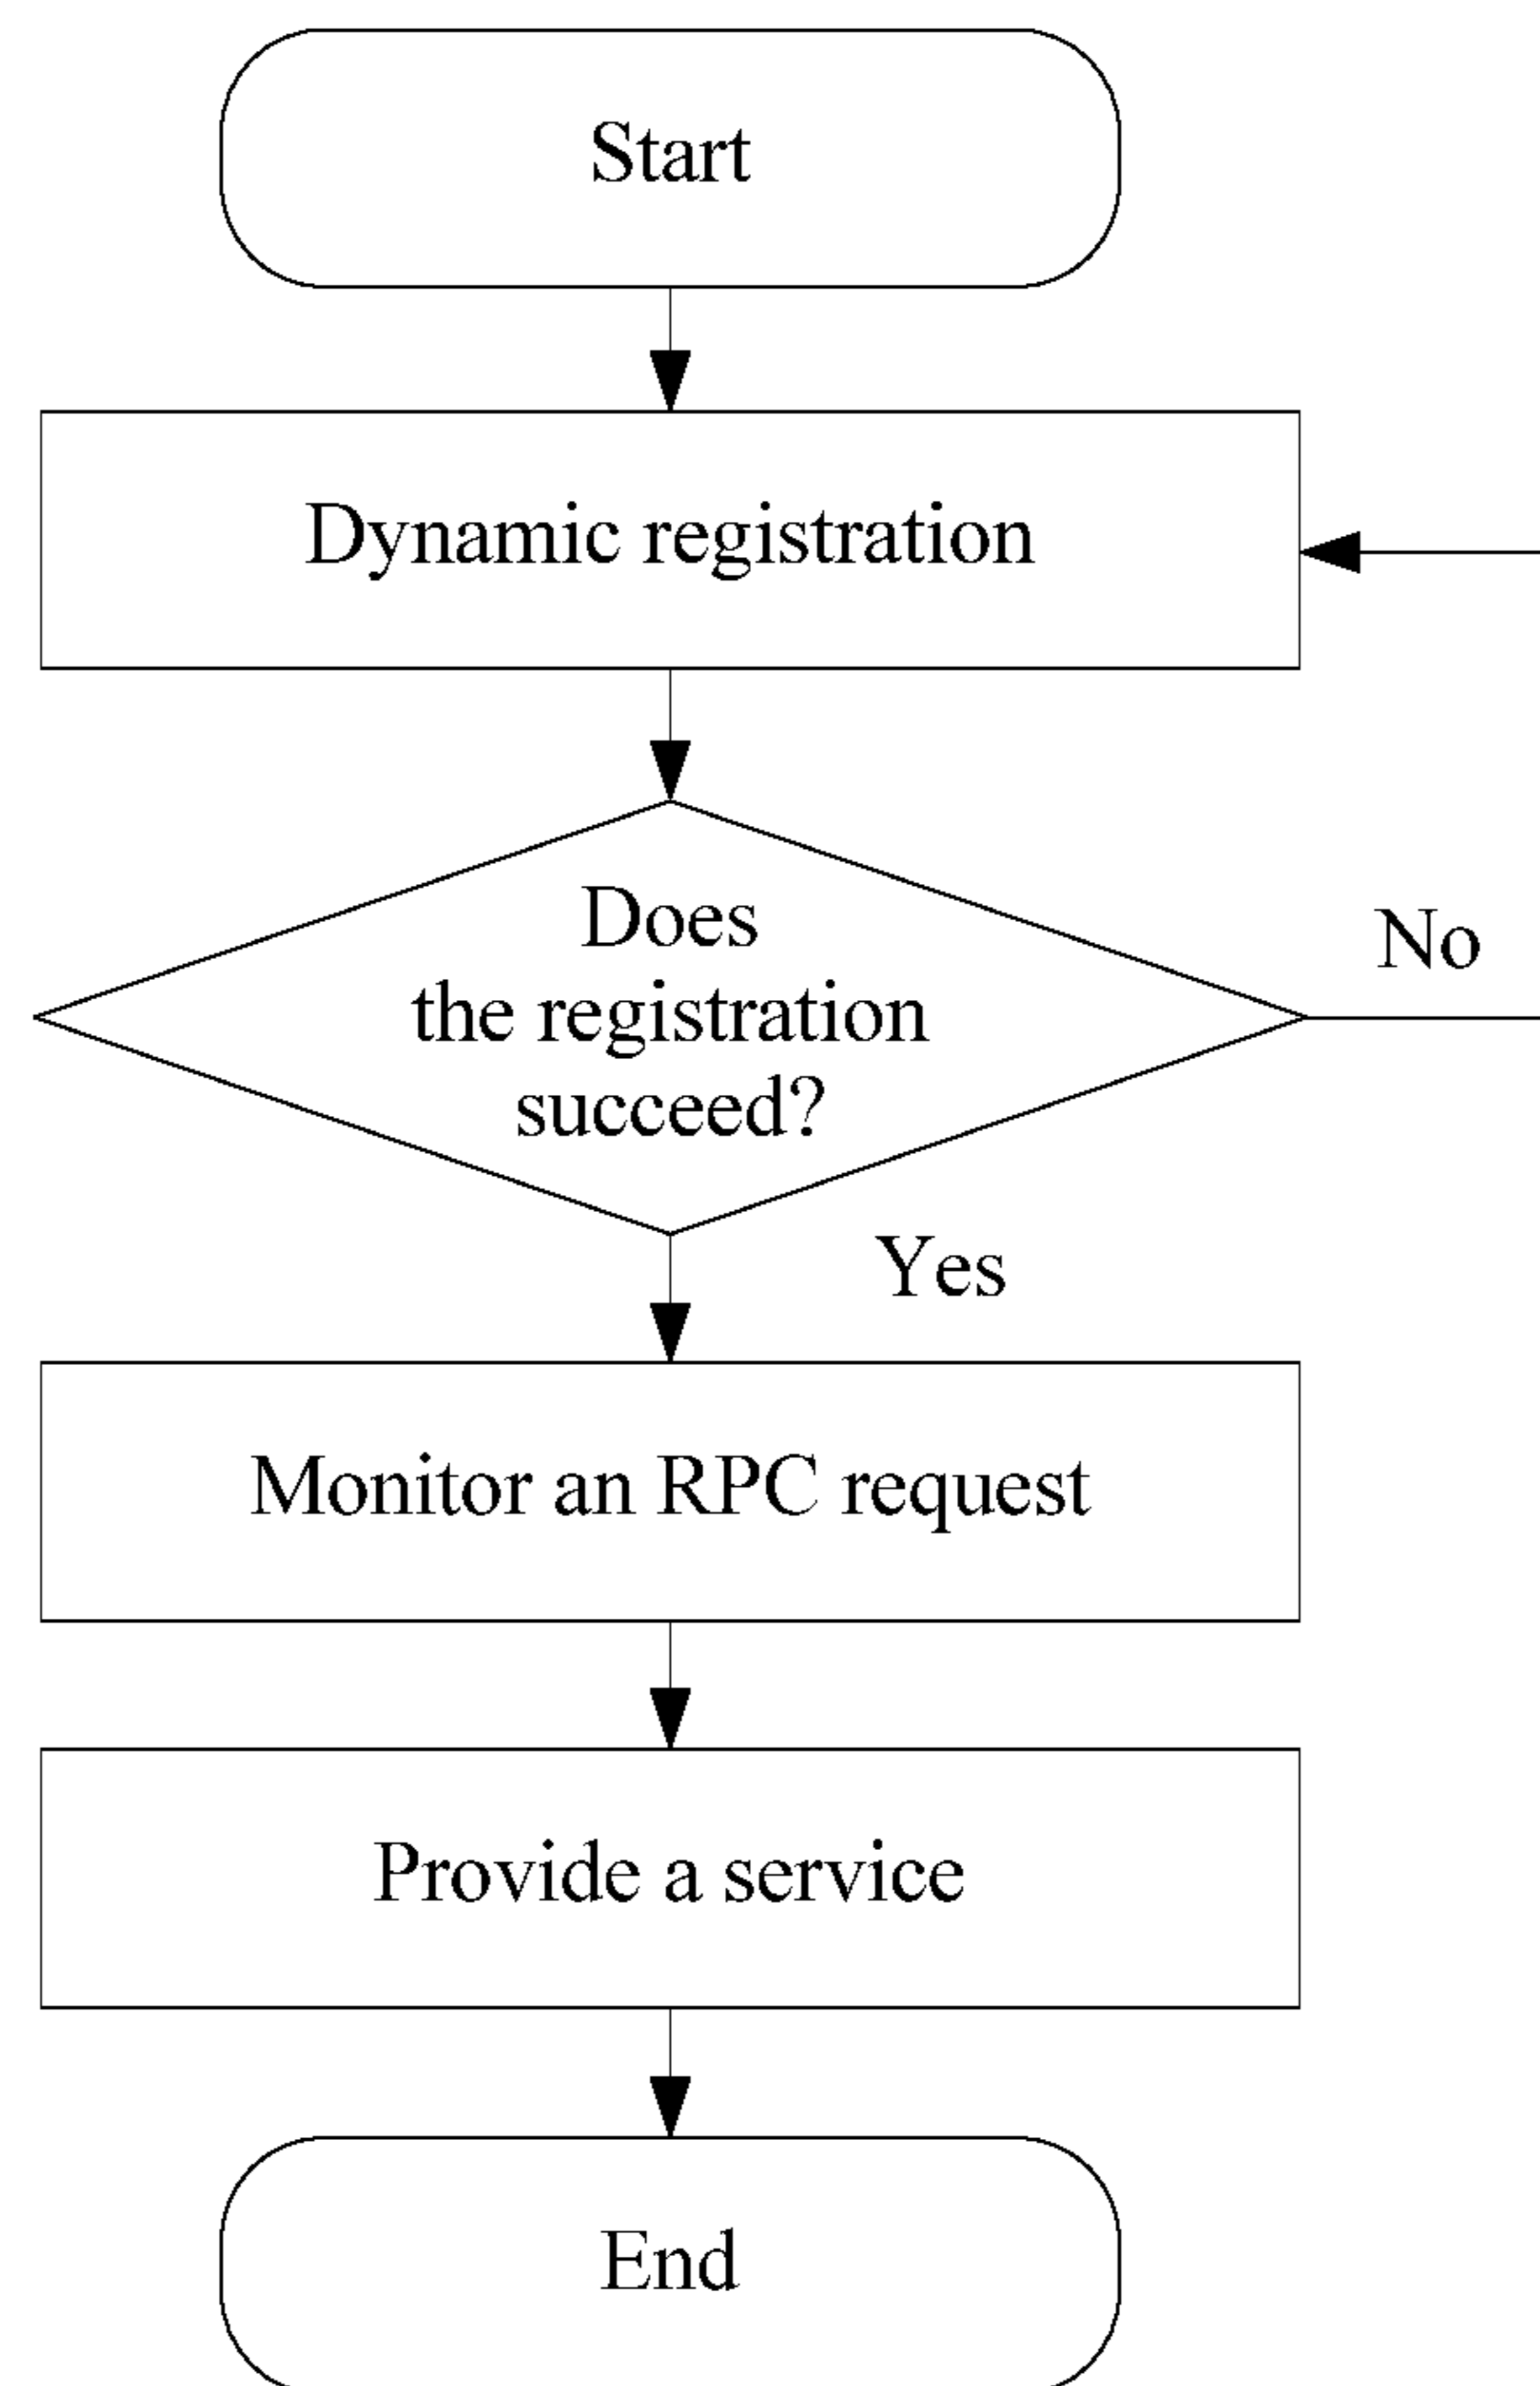 Start
Dynamic registration
Does
the registration
succeed?
No
Yes
Monitor an RPC request
Provide a service
End